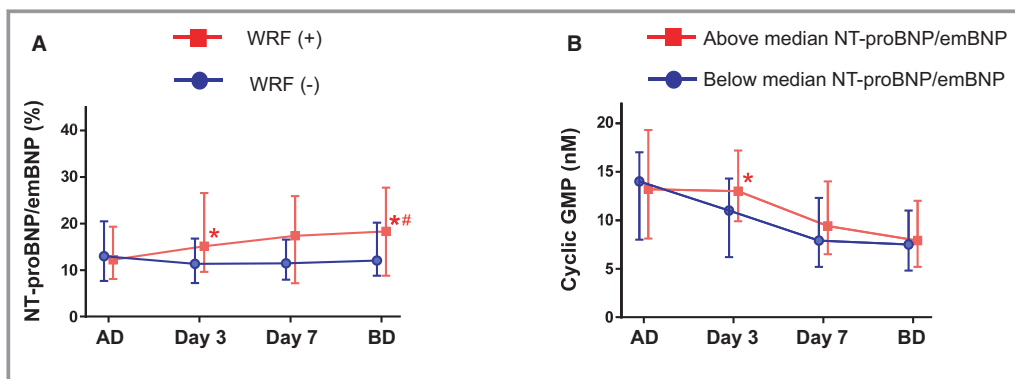 A
WRF (+)
WRF (-)
NT-proBNP/emBNP (%)
40
30
20
10
0
*
*#
AD
Day 3
Day 7
BD
B
Above median NT-proBNP/emBNP
Below median NT-proBNP/emBNP
Cyclic GMP (nM)
20
15
10
5
0
*
AD
Day 3
Day 7
BD